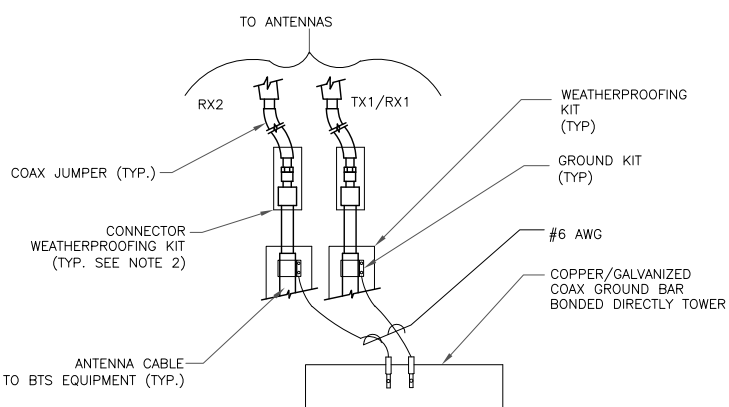 TO ANTENNAS
RX2
TX1/RX1
WEATHERPROOFING
KIT
(TYP)
GROUND KIT
(TYP)
COAX JUMPER (TYP.)
CONNECTOR
WEATHERPROOFING KIT
(TYP. SEE NOTE 2)
#6 AWG
COPPER/GALVANIZED
COAX GROUND BAR
BONDED DIRECTLY TOWER
ANTENNA CABLE
TO BTS EQUIPMENT (TYP.)